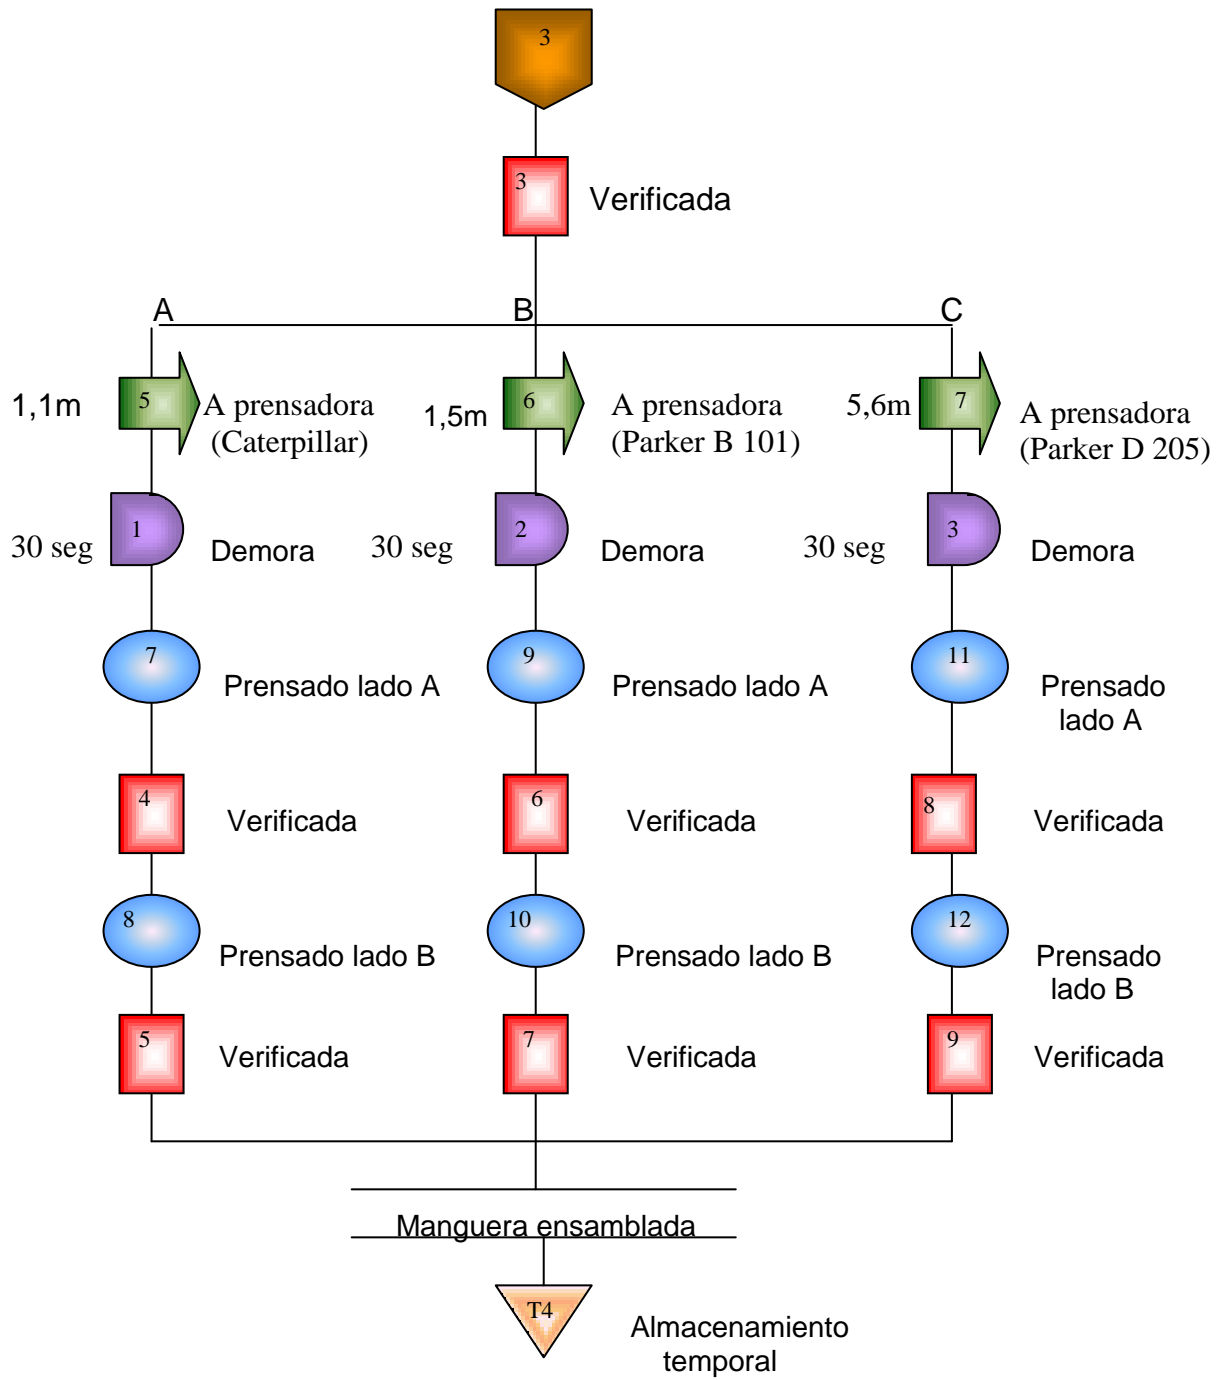 3
3
Verificada
A B C
1,1m 5 A prensadora
(Caterpillar)
1,5m 6 A prensadora
(Parker B 101)
5,6m 7 A prensadora
(Parker D 205)
30 seg 1 Demora
30 seg 2 Demora
30 seg 3 Demora
7 Prensado lado A
9 Prensado lado A
11 Prensado
lado A
4 Verificada
6 Verificada
8 Verificada
8 Prensado lado B
10 Prensado lado B
12 Prensado
lado B
5 Verificada
7 Verificada
9 Verificada
Manguera ensamblada
T4
Almacenamiento
temporal